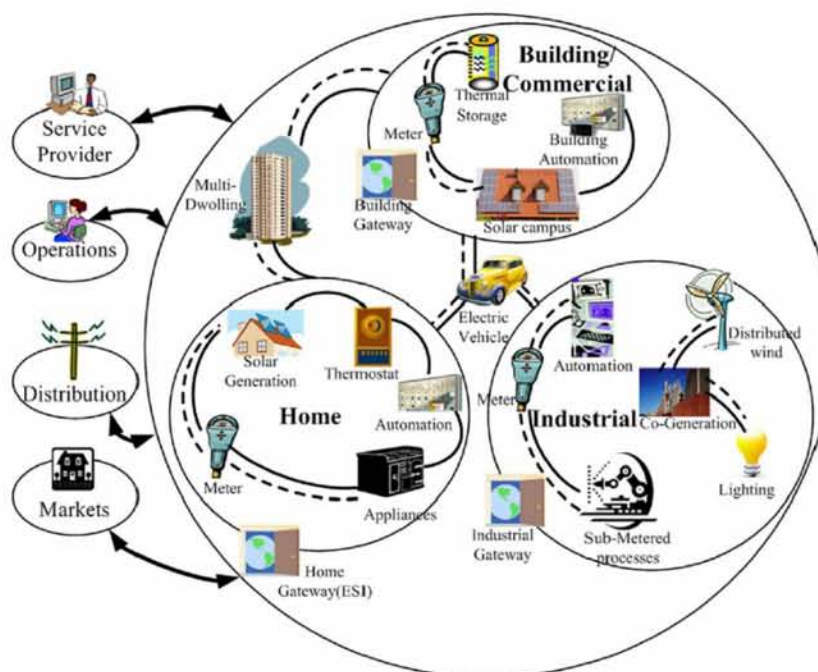 Service
Provider
Operations
Distribution
Markets
Building/
Commercial
Thermal
Storage
Meter
Building
Automation
Building
Gateway
Solar campus
Multi-
Dwolling
Electric
Vehicle
Home
Solar
Generation
Thermostat
Automation
Meter
Appliances
Home
Gateway(ESI)
Industrial
Automation
Distributed
wind
Meter
Co-Generation
Lighting
Industrial
Gateway
Sub-Metered
processes